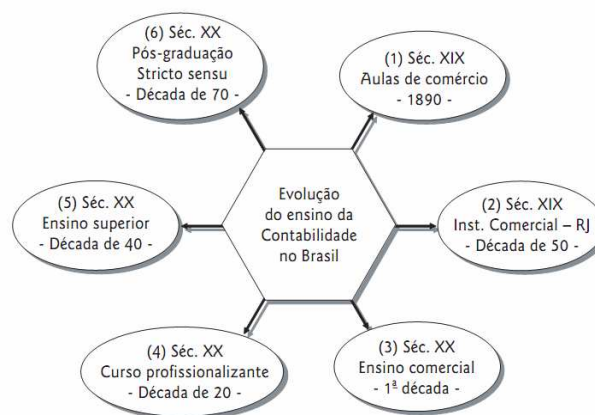 (6) Séc. XX
Pós-graduação
Stricto sensu
- Década de 70 -
(1) Séc. XIX
Aulas de comércio
- 1890 -
Evolução
do ensino da
Contabilidade
no Brasil
(5) Séc. XX
Ensino superior
- Década de 40 -
(2) Séc. XIX
Inst. Comercial – RJ
- Década de 50 -
(4) Séc. XX
Curso profissionalizante
- Década de 20 -
(3) Séc. XX
Ensino comercial
- 1ª década -